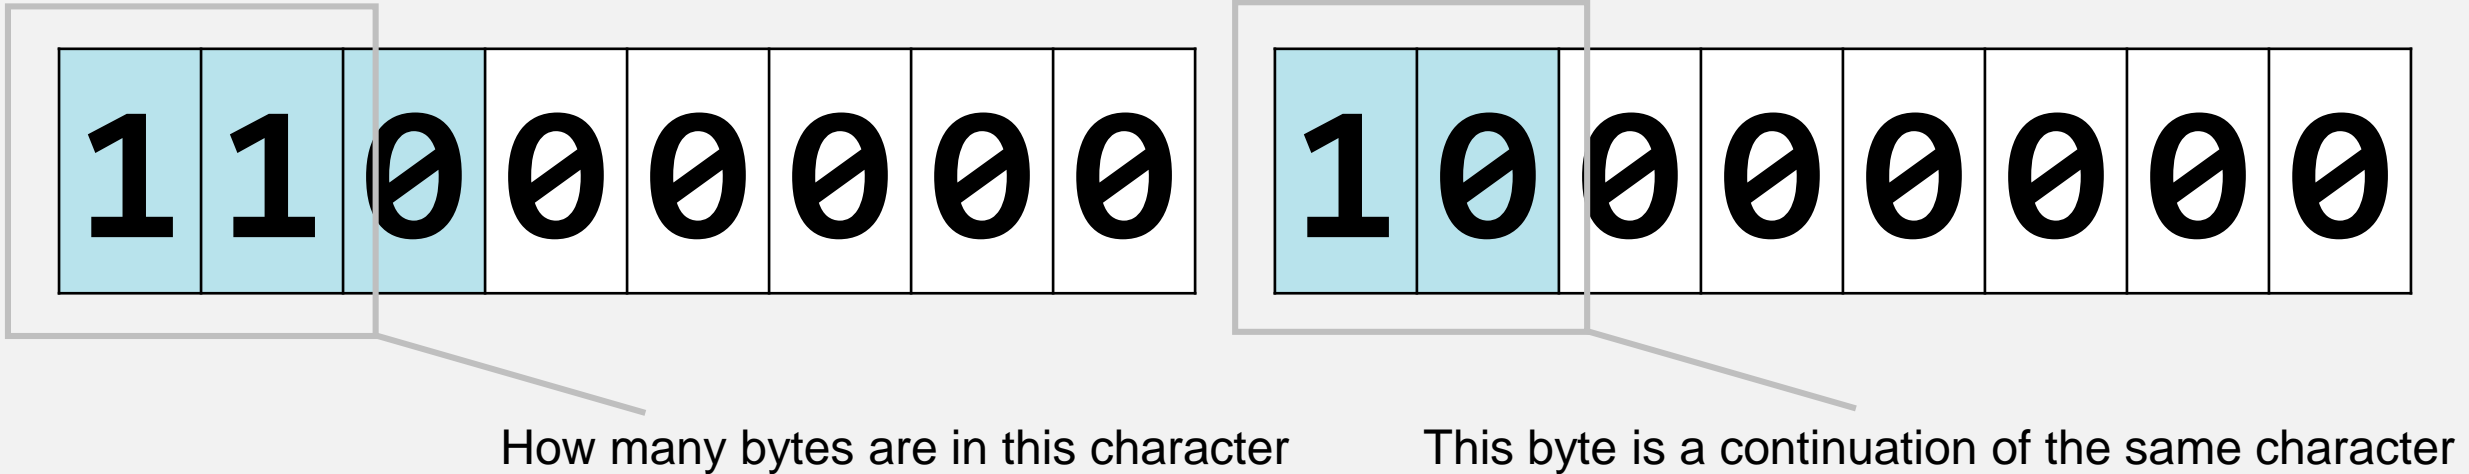 11000000 10000000
How many bytes are in this character
This byte is a continuation of the same character